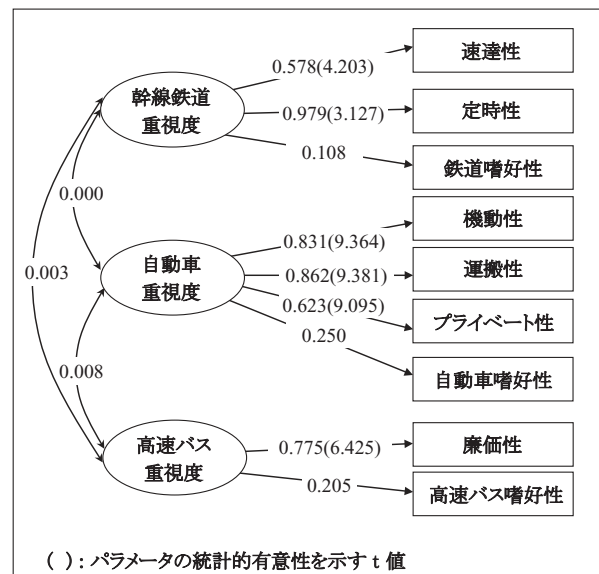 速達性
0.578(4.203)
幹線鉄道
重視度
0.979(3.127)
定時性
0.108
鉄道嗜好性
0.000
機動性
0.831(9.364)
0.003
自動車
重視度
0.862(9.381)
運搬性
0.623(9.095)
プライベート性
0.250
自動車嗜好性
0.008
高速バス
重視度
0.775(6.425)
廉価性
0.205
高速バス嗜好性
( ) : パラメータの統計的有意性を示す t 値